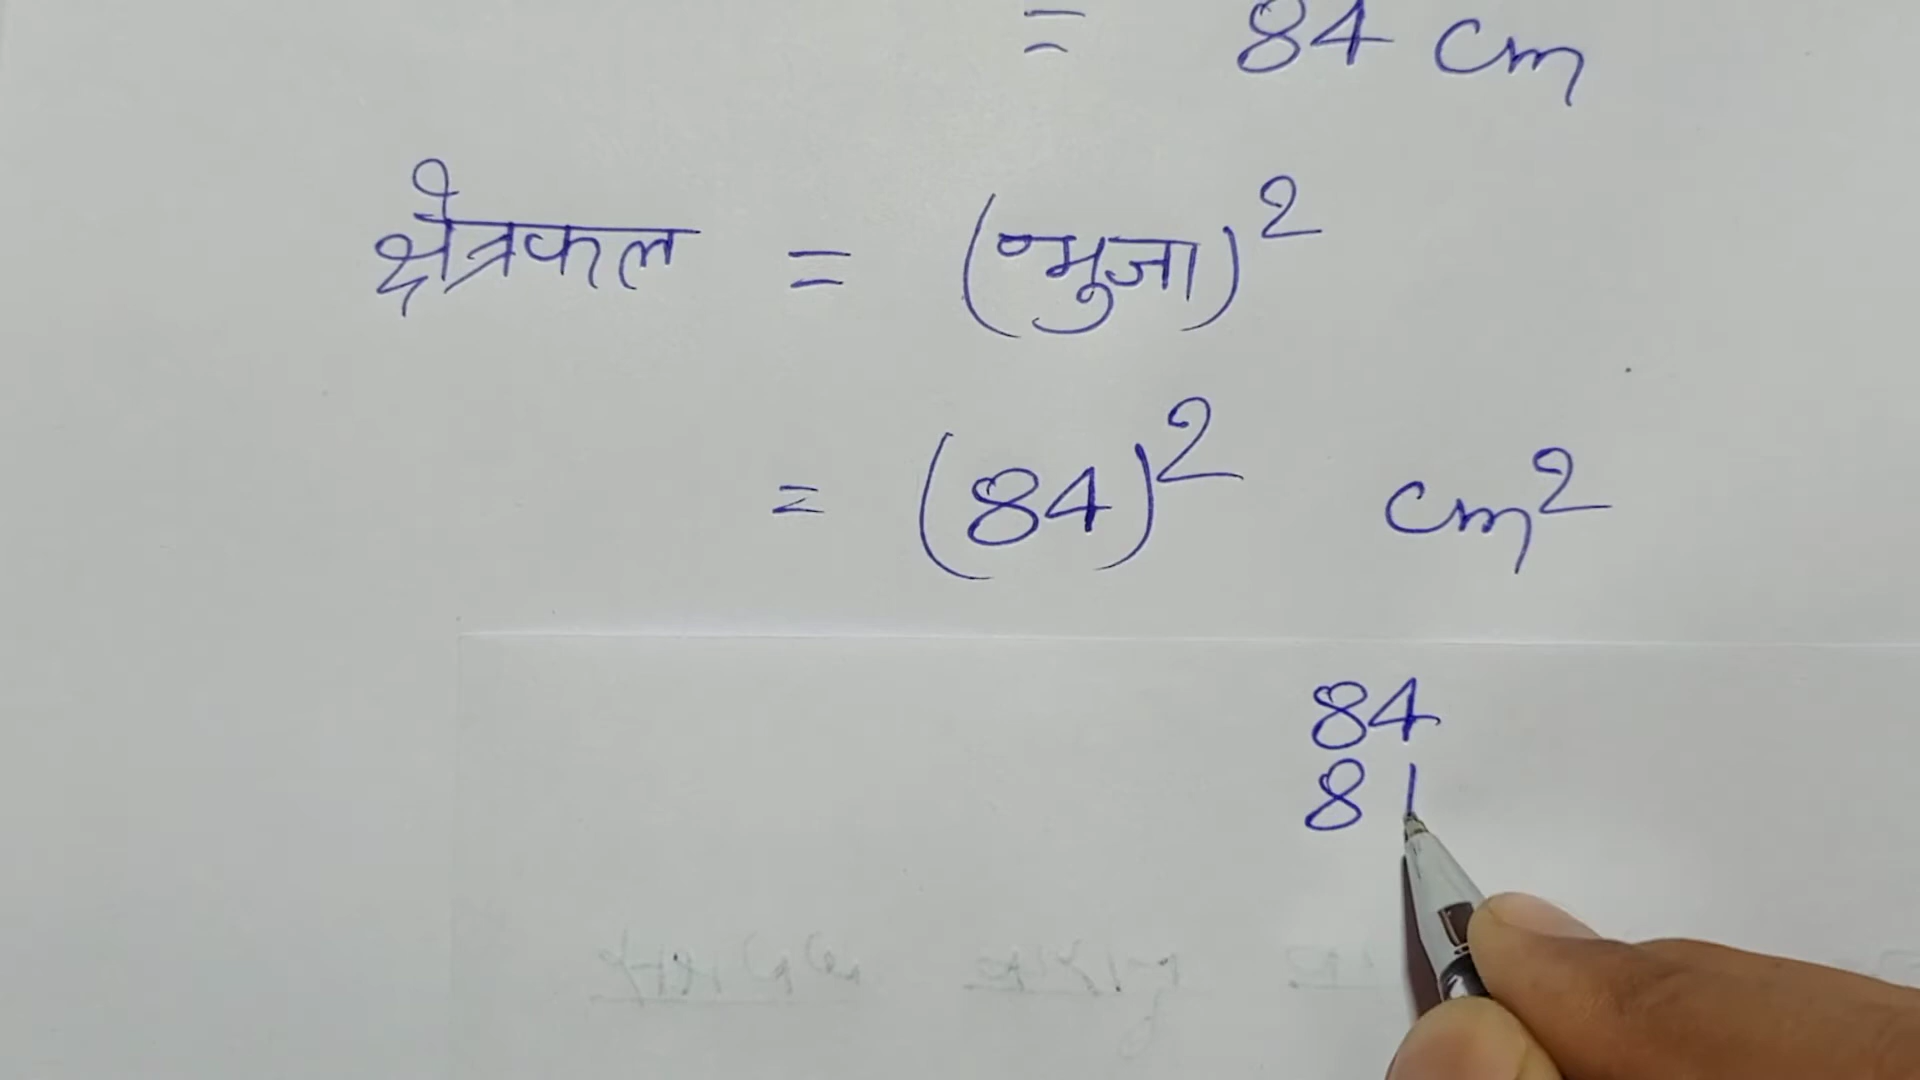 = 84 cm
क्षेत्रफल = (भुजा)²
= (84)² cm²
84
8